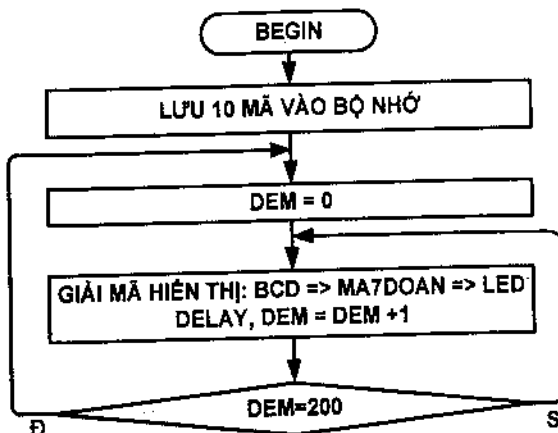 BEGIN
LƯU 10 MÃ VÀO BỘ NHỚ
DEM = 0
GIẢI MÃ HIỂN THỊ: BCD => MA7DOAN => LED
DELAY, DEM = DEM +1
DEM=200
Đ
S